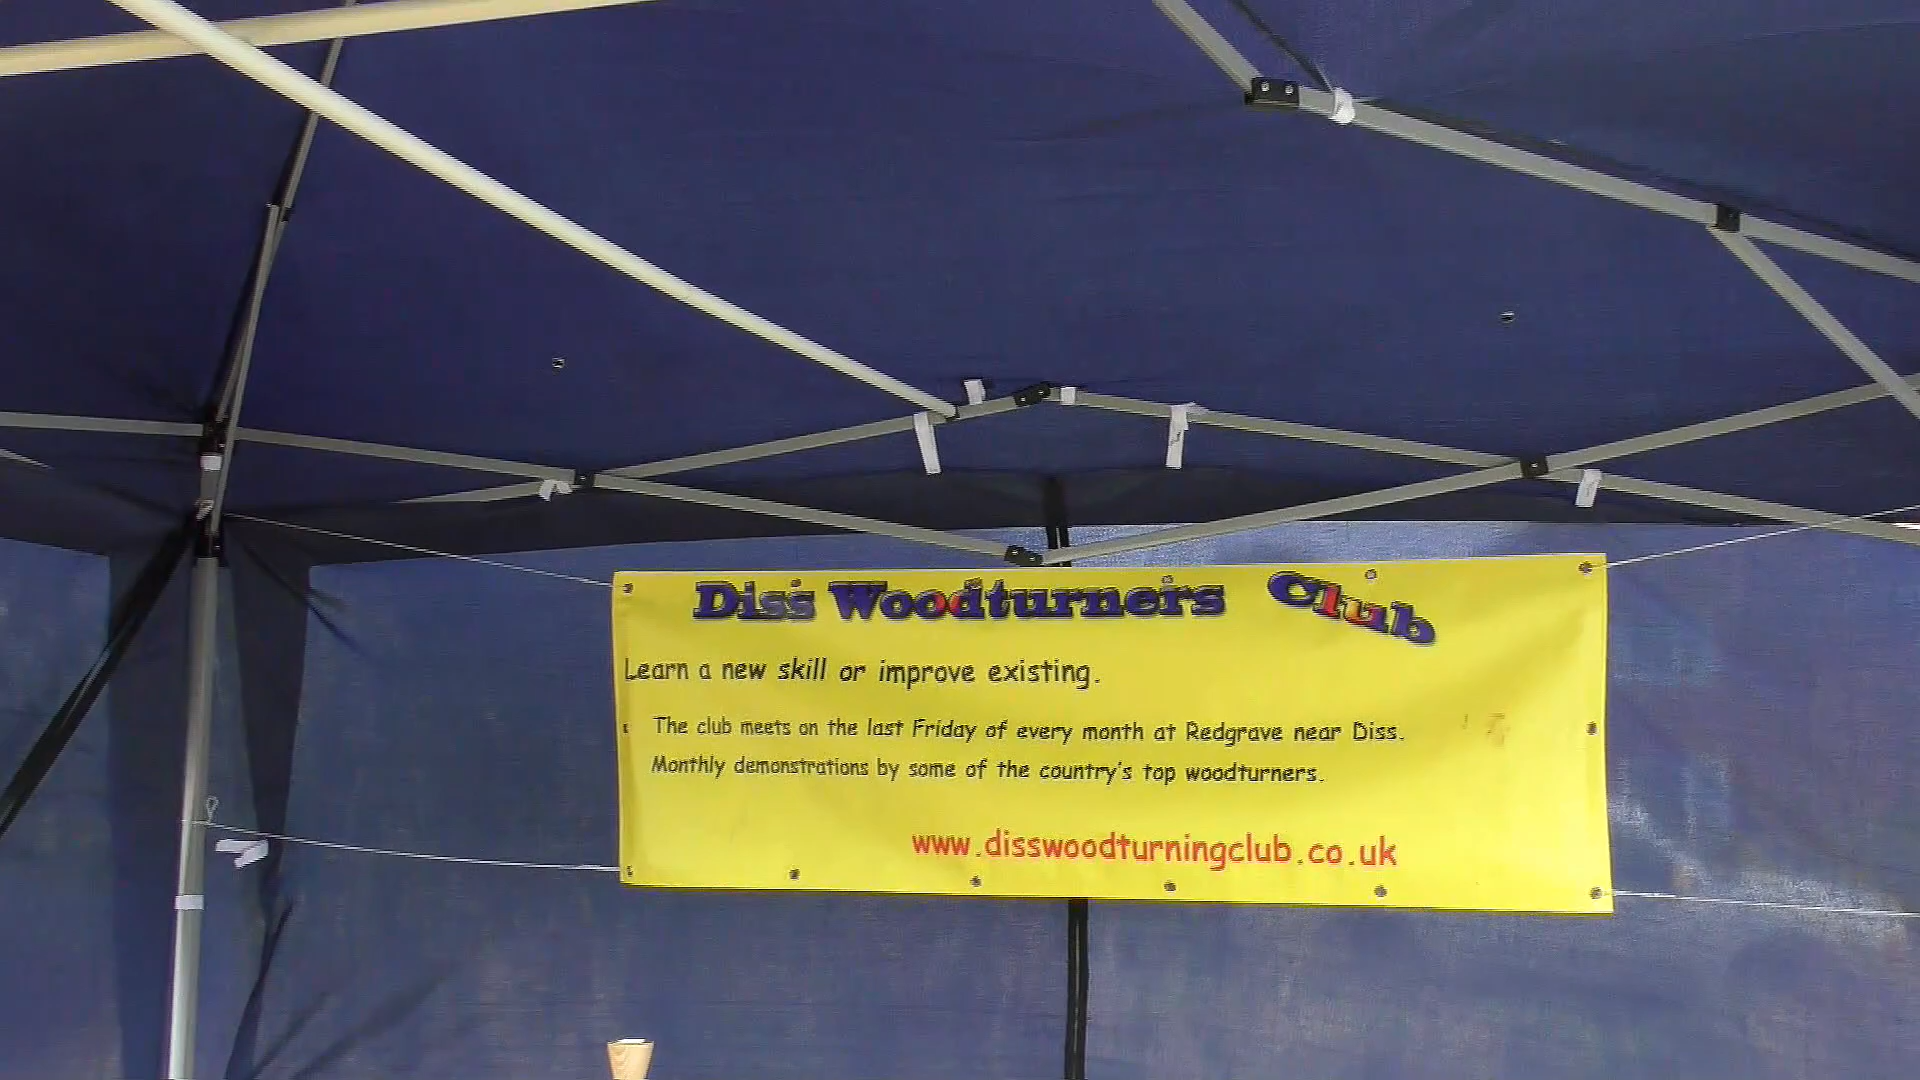 Diss Woodturners Club
Learn a new skill or improve existing.
The club meets on the last Friday of every month at Redgrave near Diss.
Monthly demonstrations by some of the country's top woodturners.
www.disswoodturningclub.co.uk